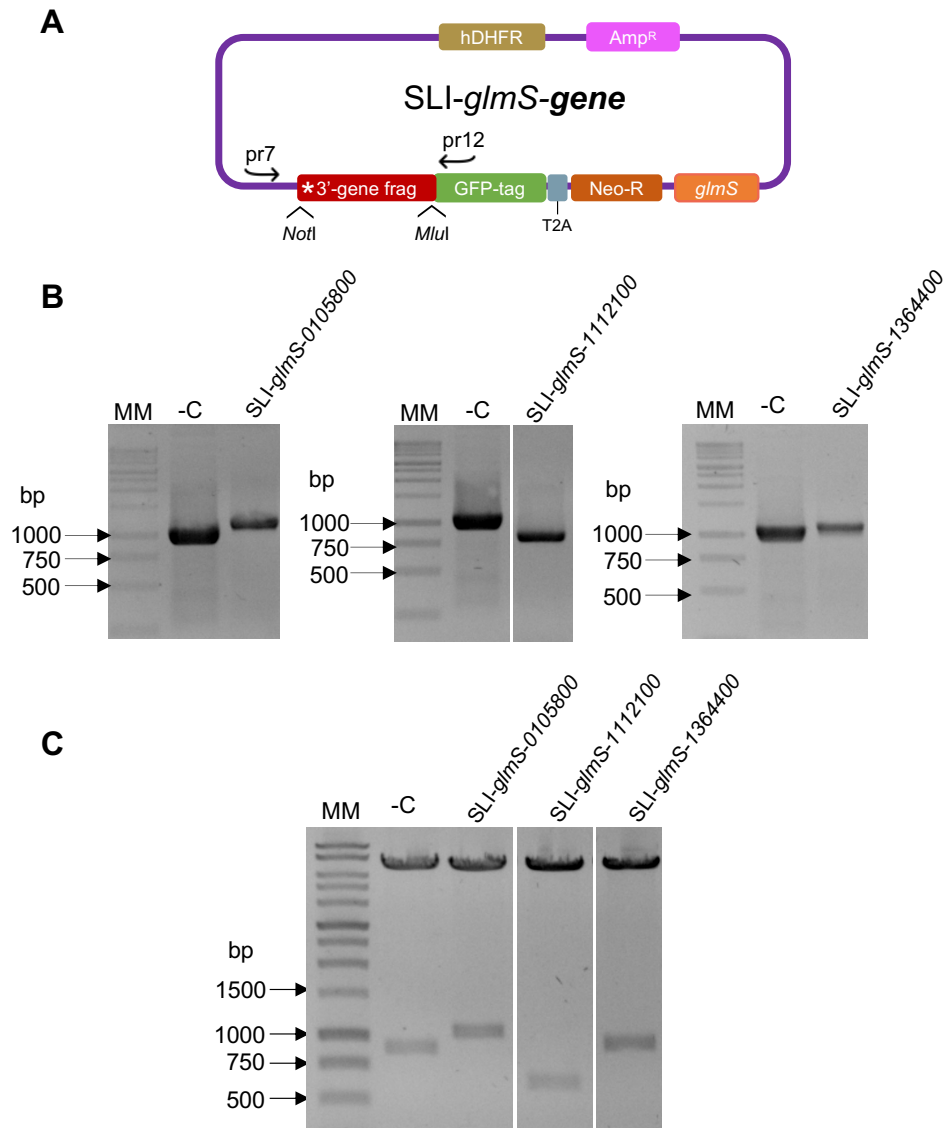 A
hDHFR
Amp^R
SLI-glmS-gene
pr7
pr12
*3'-gene frag
GFP-tag
Neo-R
glmS
NotI
MluI
T2A
B
MM
-C
SLI-glmS-0105800
bp
1000
750
500
MM
-C
SLI-glmS-1112100
bp
1000
750
500
MM
-C
SLI-glmS-1364400
bp
1000
750
500
C
MM
-C
SLI-glmS-0105800
SLI-glmS-1112100
SLI-glmS-1364400
bp
1500
1000
750
500